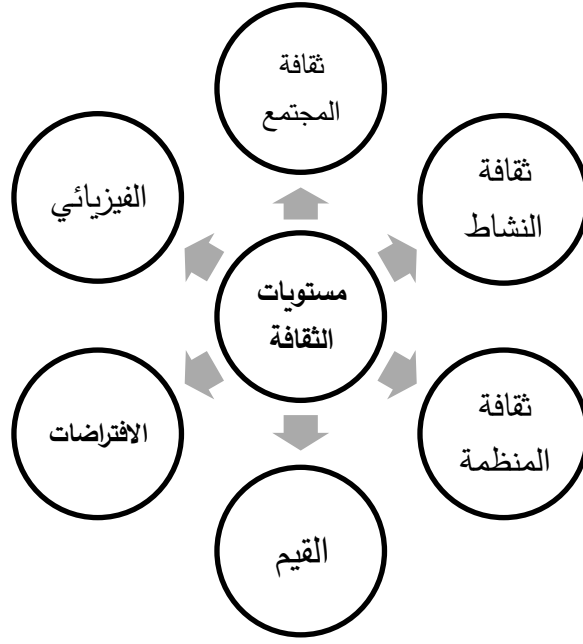 ثقافة
المجتمع
ثقافة
النشاط
ثقافة
المنظمة
القيم
الافتراضات
الفيزيائي
مستويات
الثقافة